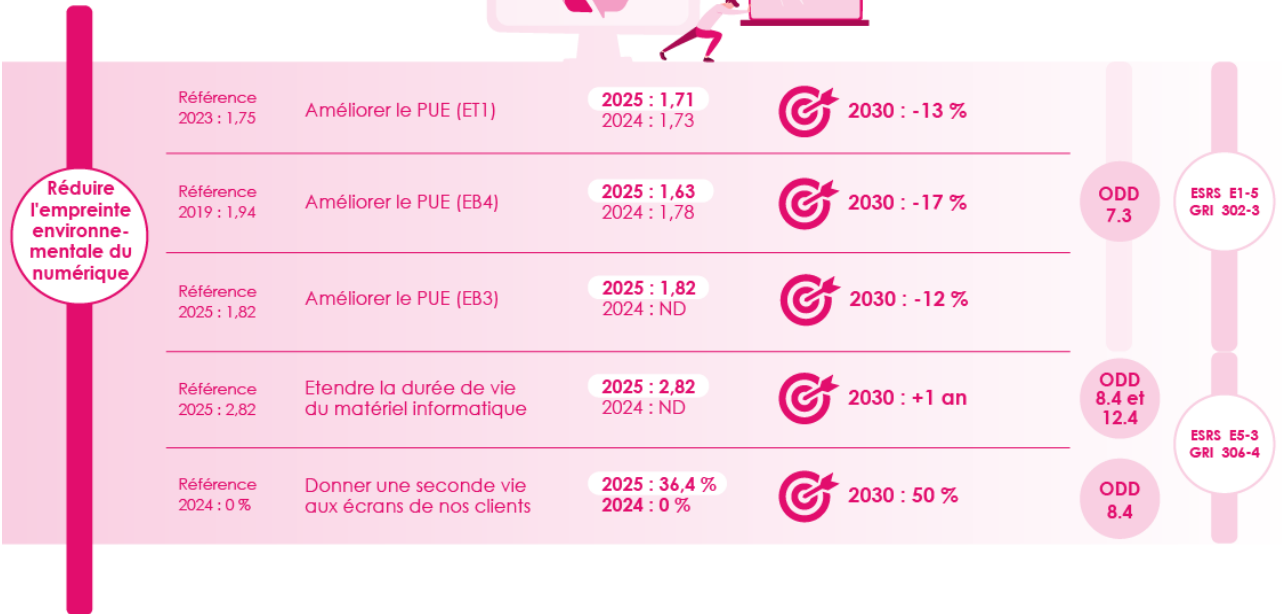 Réduire
l'empreinte
environne-
mentale du
numérique
Référence
2023 : 1,75
Améliorer le PUE (ET1)
2025 : 1,71
2024 : 1,73
2030 : -13 %
Référence
2019 : 1,94
Améliorer le PUE (EB4)
2025 : 1,63
2024 : 1,78
2030 : -17 %
ODD
7.3
ESRS E1-5
GRI 302-3
Référence
2025 : 1,82
Améliorer le PUE (EB3)
2025 : 1,82
2024 : ND
2030 : -12 %
Référence
2025 : 2,82
Etendre la durée de vie
du matériel informatique
2025 : 2,82
2024 : ND
2030 : +1 an
ODD
8.4 et
12.4
ESRS E5-3
GRI 306-4
Référence
2024 : 0 %
Donner une seconde vie
aux écrans de nos clients
2025 : 36,4 %
2024 : 0 %
2030 : 50 %
ODD
8.4